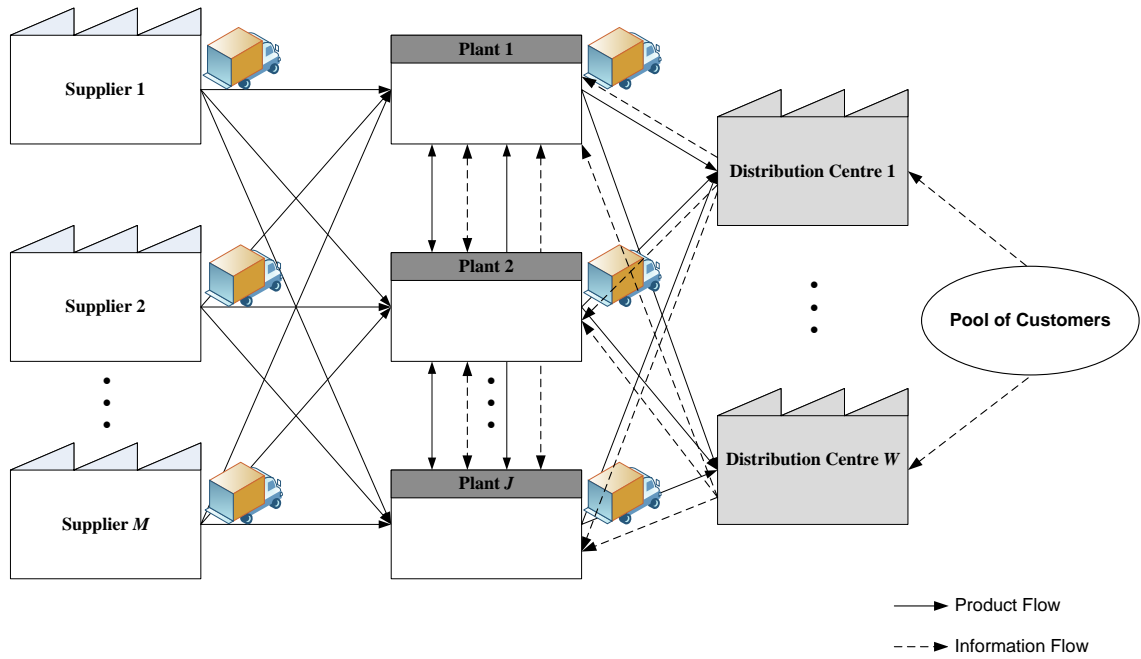 Plant 1
Supplier 1
Distribution Centre 1
Plant 2
Supplier 2
Pool of Customers
Plant J
Distribution Centre W
Supplier M
Product Flow
Information Flow